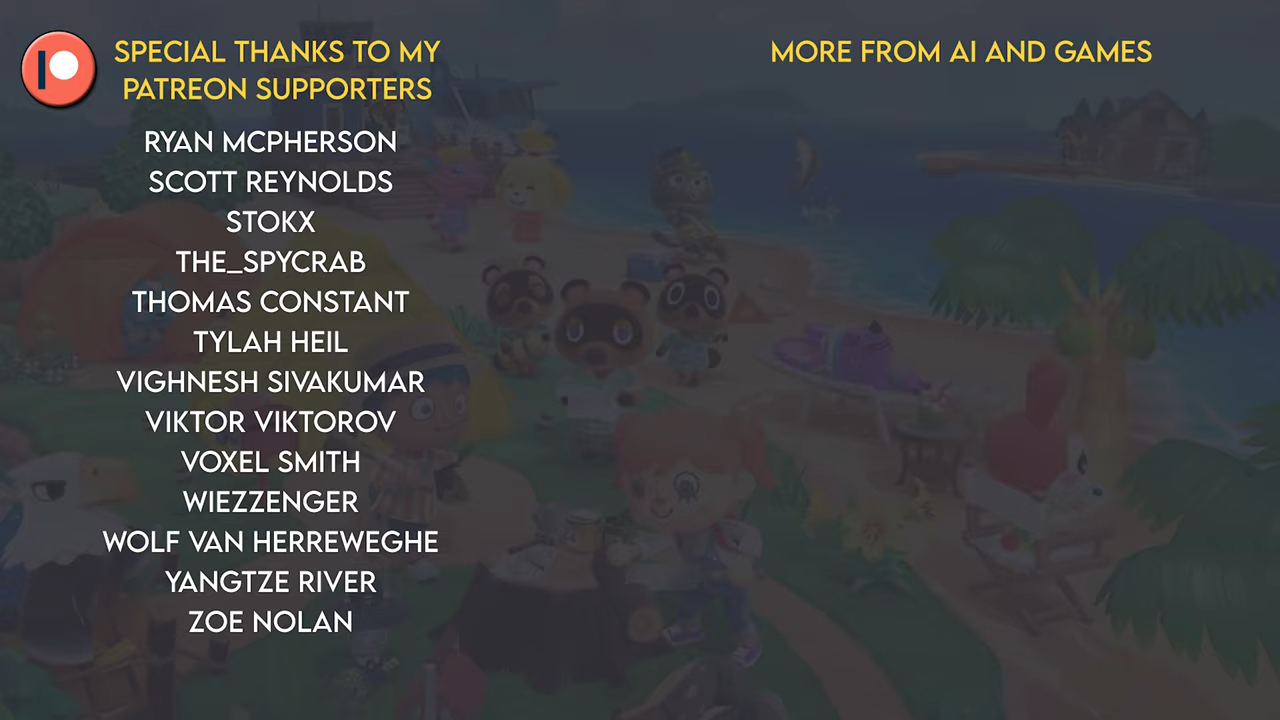 SPECIAL THANKS TO MY
PATREON SUPPORTERS
RYAN MCPHERSON
SCOTT REYNOLDS
STOKX
THE_SPYCRAB
THOMAS CONSTANT
TYLAH HEIL
VIGHNESH SIVAKUMAR
VIKTOR VIKTOROV
VOXEL SMITH
WIEZZENGER
WOLF VAN HERREWEGHE
YANGTZE RIVER
ZOE NOLAN
MORE FROM AI AND GAMES